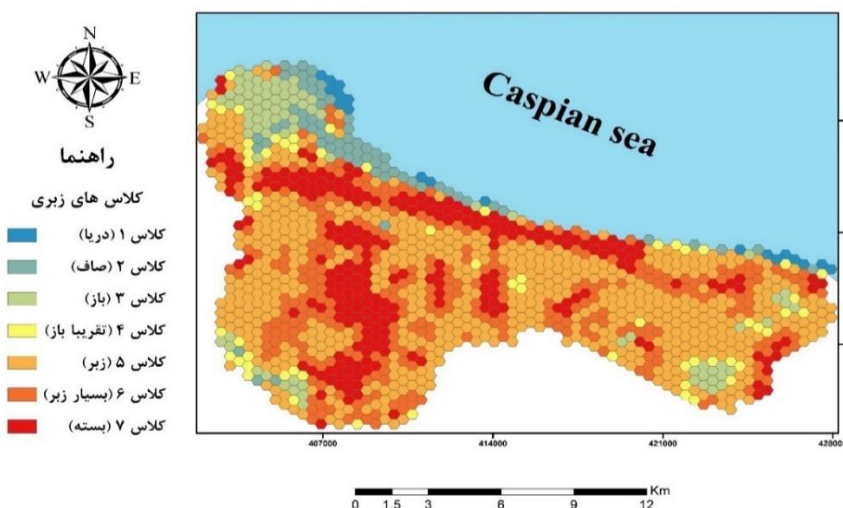 N
W E
S
Caspian sea
راهنما
کلاس های زبری
کلاس ۱ (دریا)
کلاس ۲ (صاف)
کلاس ۳ (باز)
کلاس ۴ (تقریبا باز)
کلاس ۵ (زبر)
کلاس ۶ (بسیار زبر)
کلاس ۷ (بسته)
407000 414000 421000 42800
Km
0 1.5 3 6 9 12